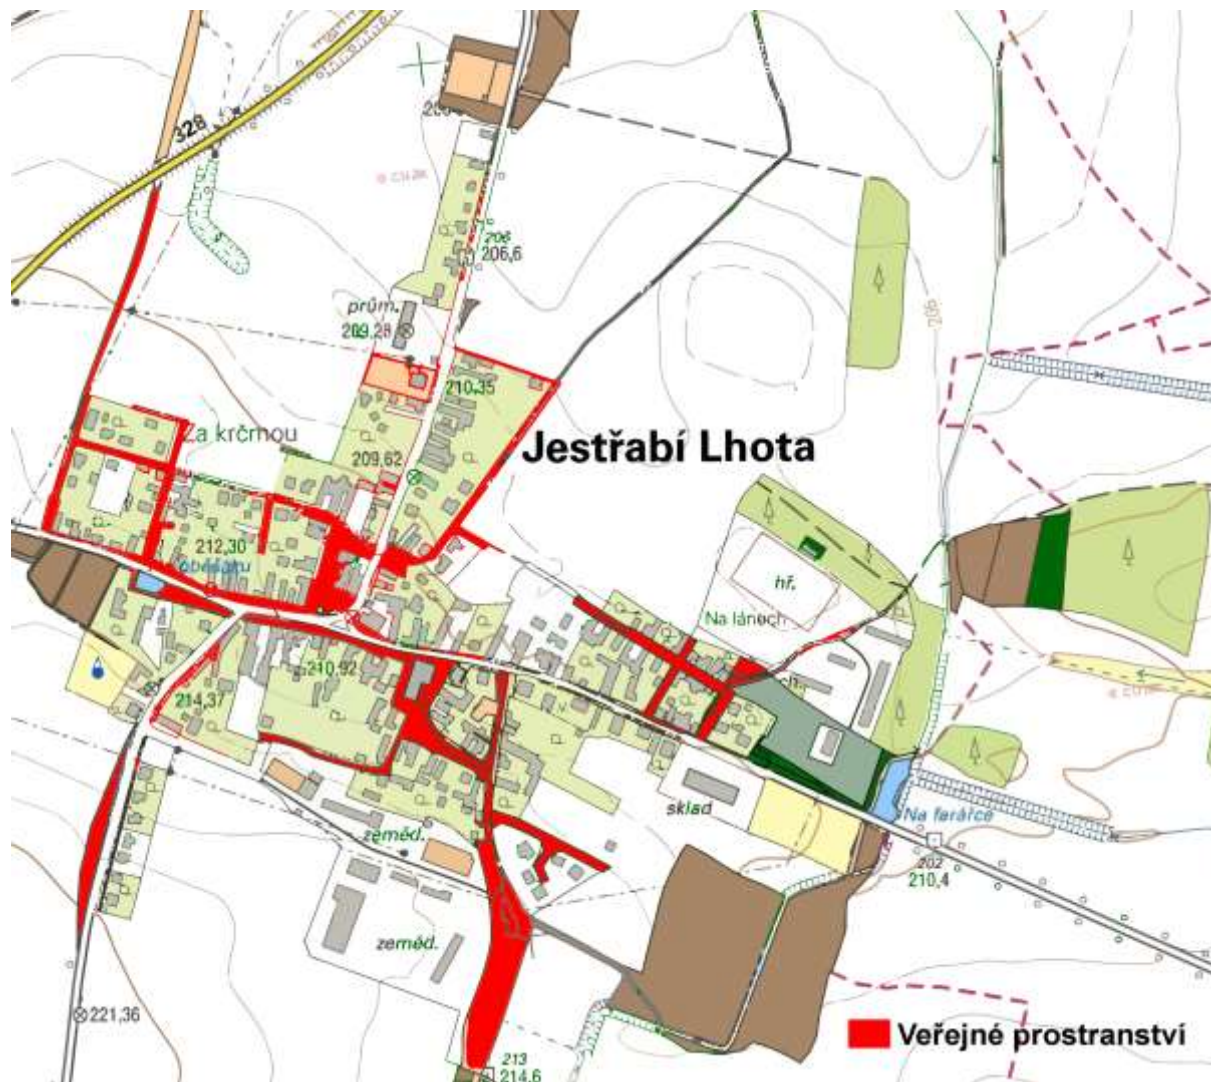 328
206
206,6
prům.
209,28
206
210,35
Za krčmou
Jestřabí Lhota
209,62
212,30
hř.
Na lánech
210,92
214,37
sklad
Na farářce
zeměd.
202
210,4
zeměd.
221,36
Veřejné prostranství
213
214,6